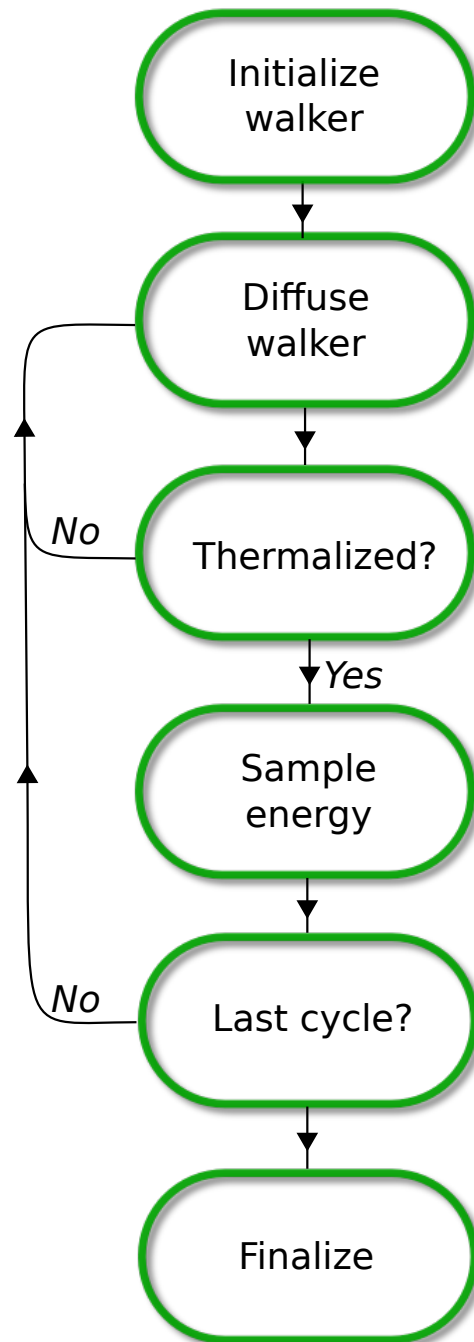 Initialize
walker
Diffuse
walker
No
Thermalized?
Yes
Sample
energy
No
Last cycle?
Finalize